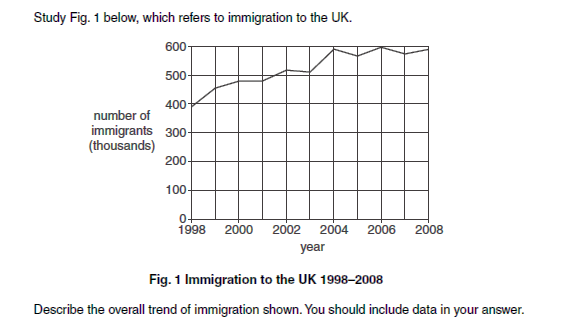 Study Fig. 1 below, which refers to immigration to the UK.
600
500
400
number of
immigrants
(thousands)
300
200
100
0
1998 2000 2002 2004 2006 2008
year
Fig. 1 Immigration to the UK 1998–2008
Describe the overall trend of immigration shown. You should include data in your answer.